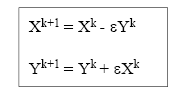 Xᵏ⁺¹ = Xᵏ - εYᵏ
Yᵏ⁺¹ = Yᵏ + εXᵏ